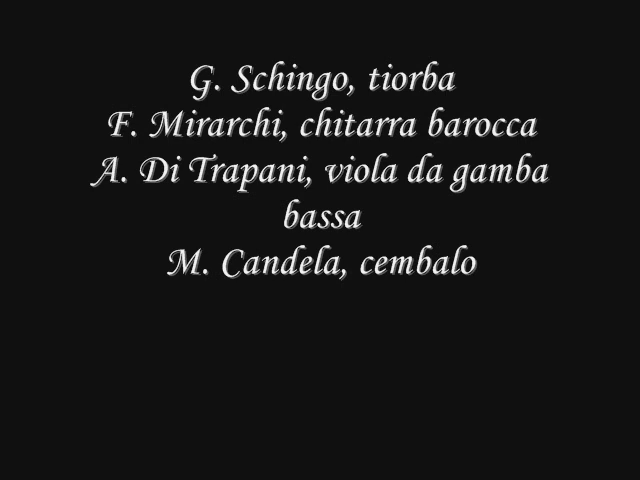 G. Schingo, tiorba
F. Mirarchi, chitarra barocca
A. Di Trapani, viola da gamba
bassa
M. Candela, cembalo